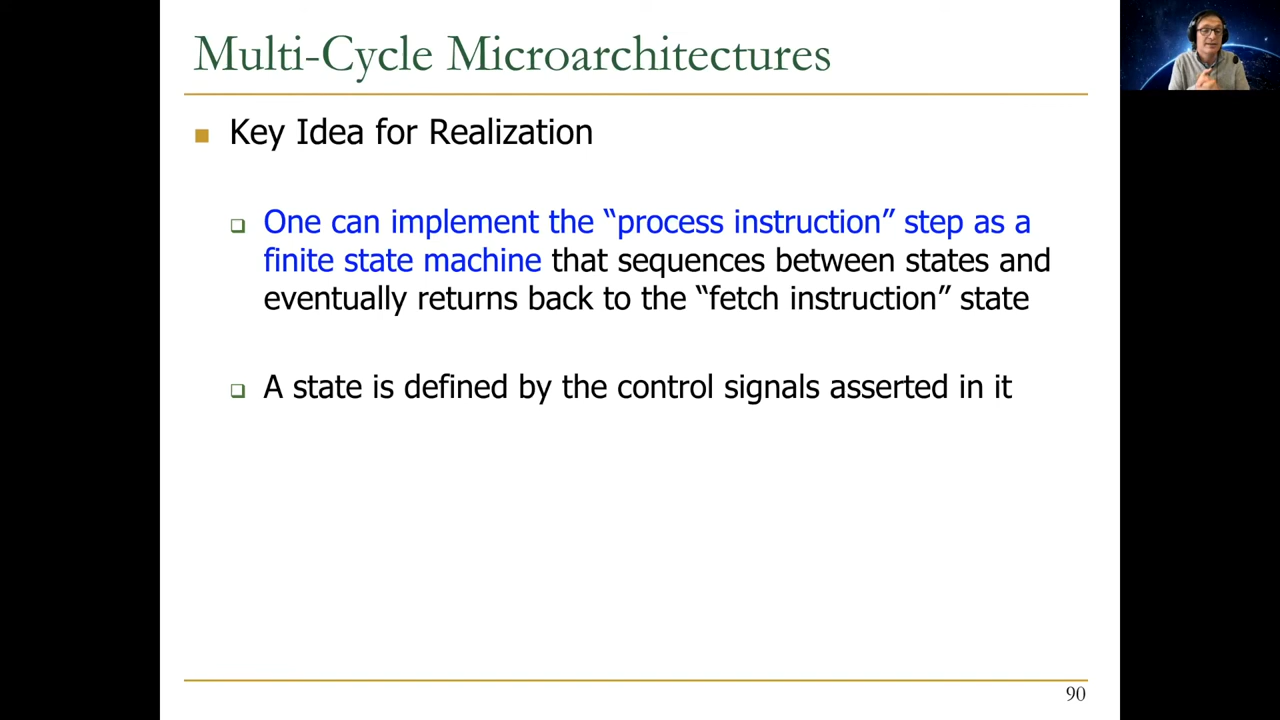 Multi-Cycle Microarchitectures
Key Idea for Realization
One can implement the “process instruction” step as a
finite state machine that sequences between states and
eventually returns back to the “fetch instruction” state
A state is defined by the control signals asserted in it
90